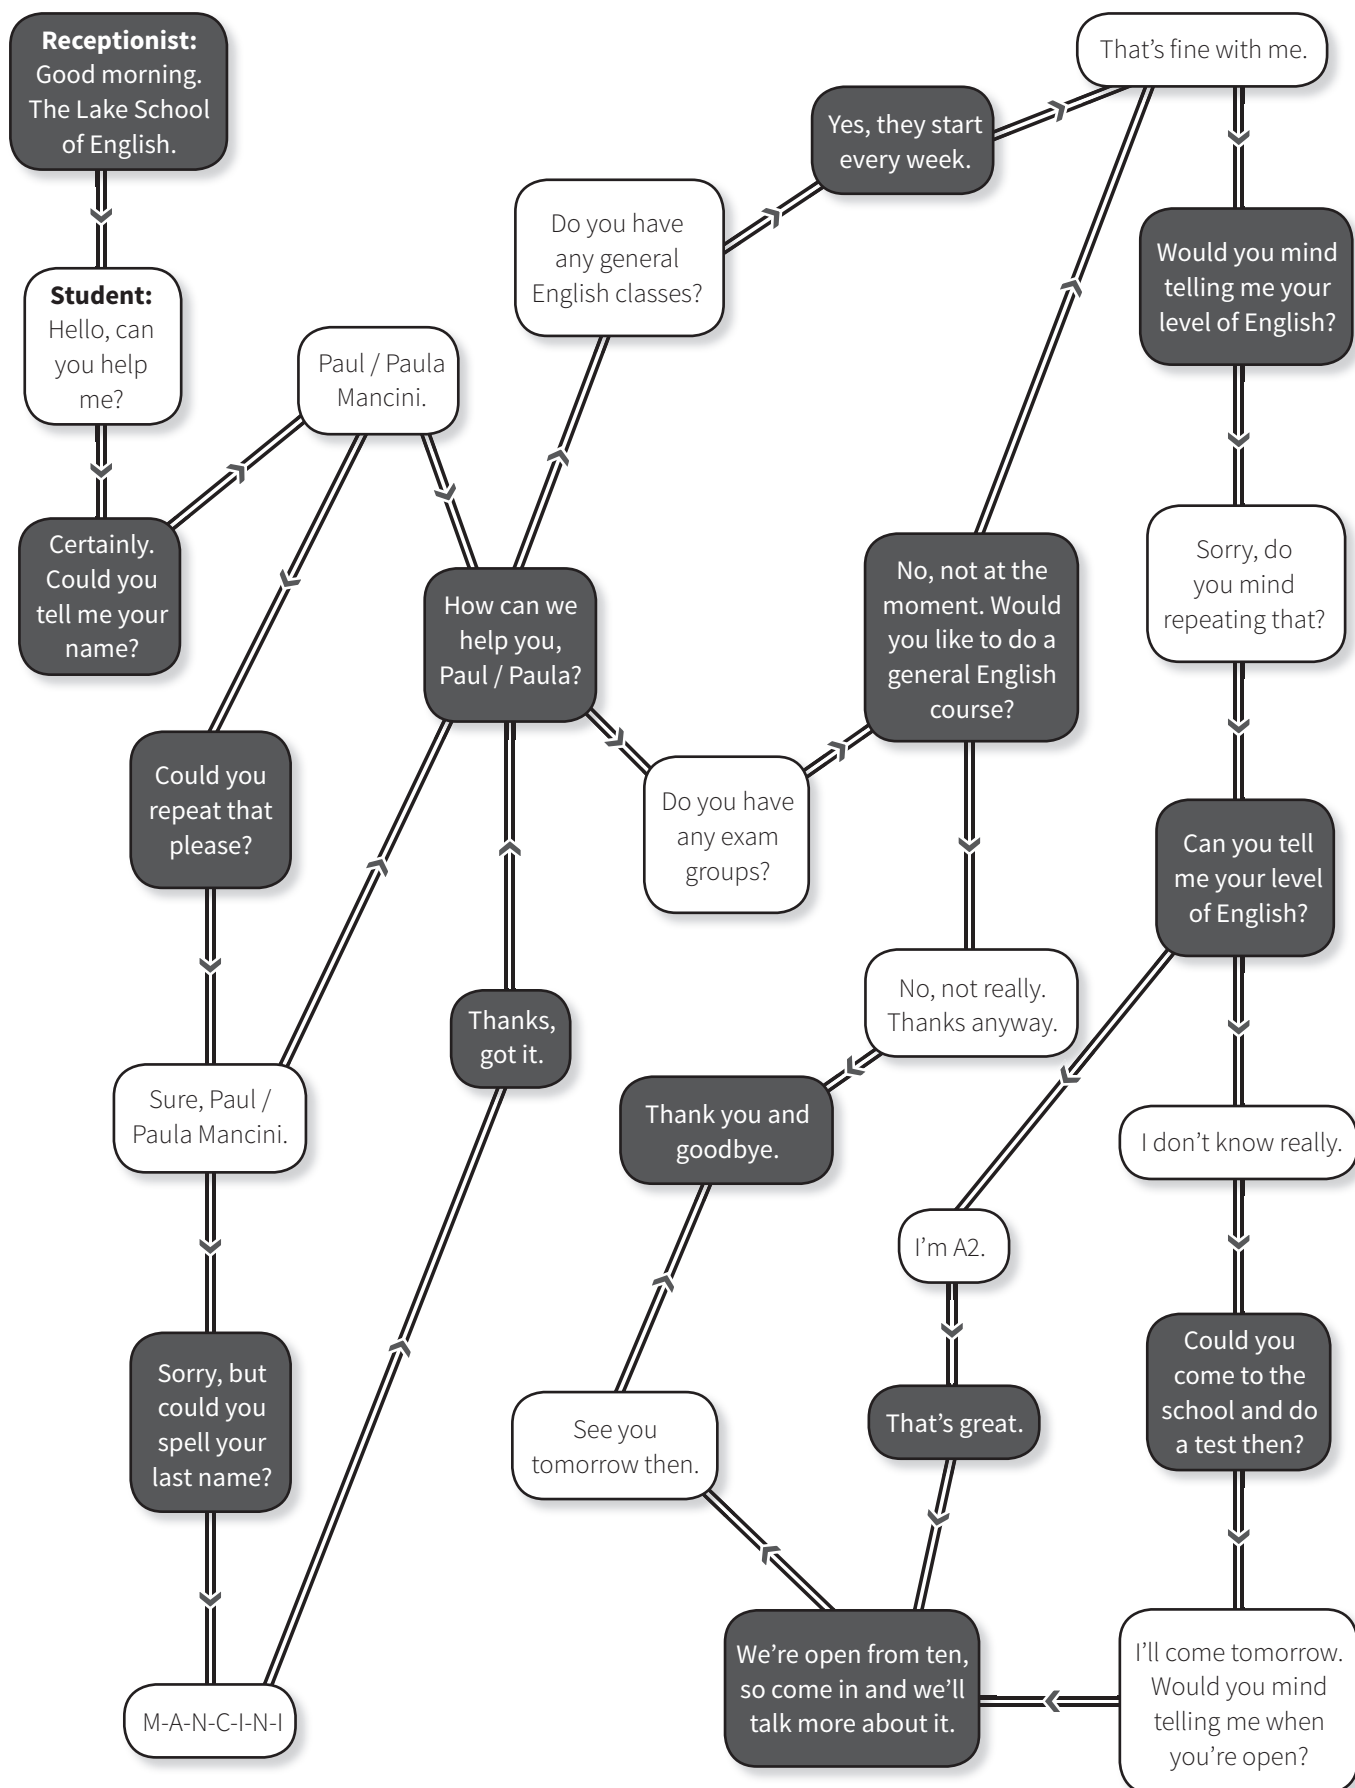 Receptionist:
Good morning.
The Lake School
of English.
Student:
Hello, can
you help
me?
Certainly.
Could you
tell me your
name?
Paul / Paula
Mancini.
Could you
repeat that
please?
Sure, Paul /
Paula Mancini.
Sorry, but
could you
spell your
last name?
M-A-N-C-I-N-I
Thanks,
got it.
How can we
help you,
Paul / Paula?
Do you have
any general
English classes?
Yes, they start
every week.
Do you have
any exam
groups?
No, not at the
moment. Would
you like to do a
general English
course?
No, not really.
Thanks anyway.
Thank you and
goodbye.
That’s fine with me.
Would you mind
telling me your
level of English?
Sorry, do
you mind
repeating that?
Can you tell
me your level
of English?
I’m A2.
That’s great.
I don’t know really.
Could you
come to the
school and do
a test then?
I’ll come tomorrow.
Would you mind
telling me when
you’re open?
We’re open from ten,
so come in and we’ll
talk more about it.
See you
tomorrow then.